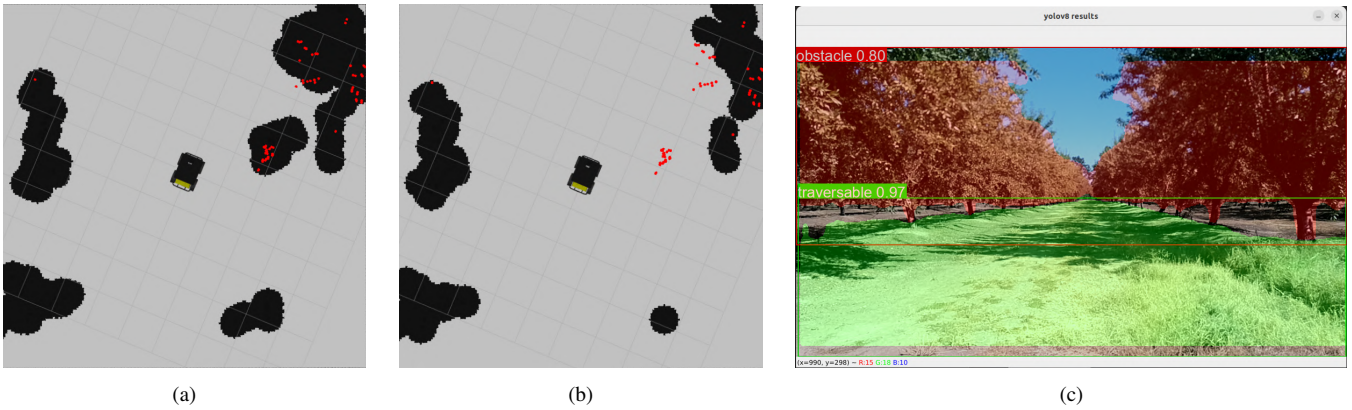 yolov8 results
obstacle 0.80
traversable 0.97
(x=990, y=298) ~ R:15 G:18 B:10
(a)
(b)
(c)